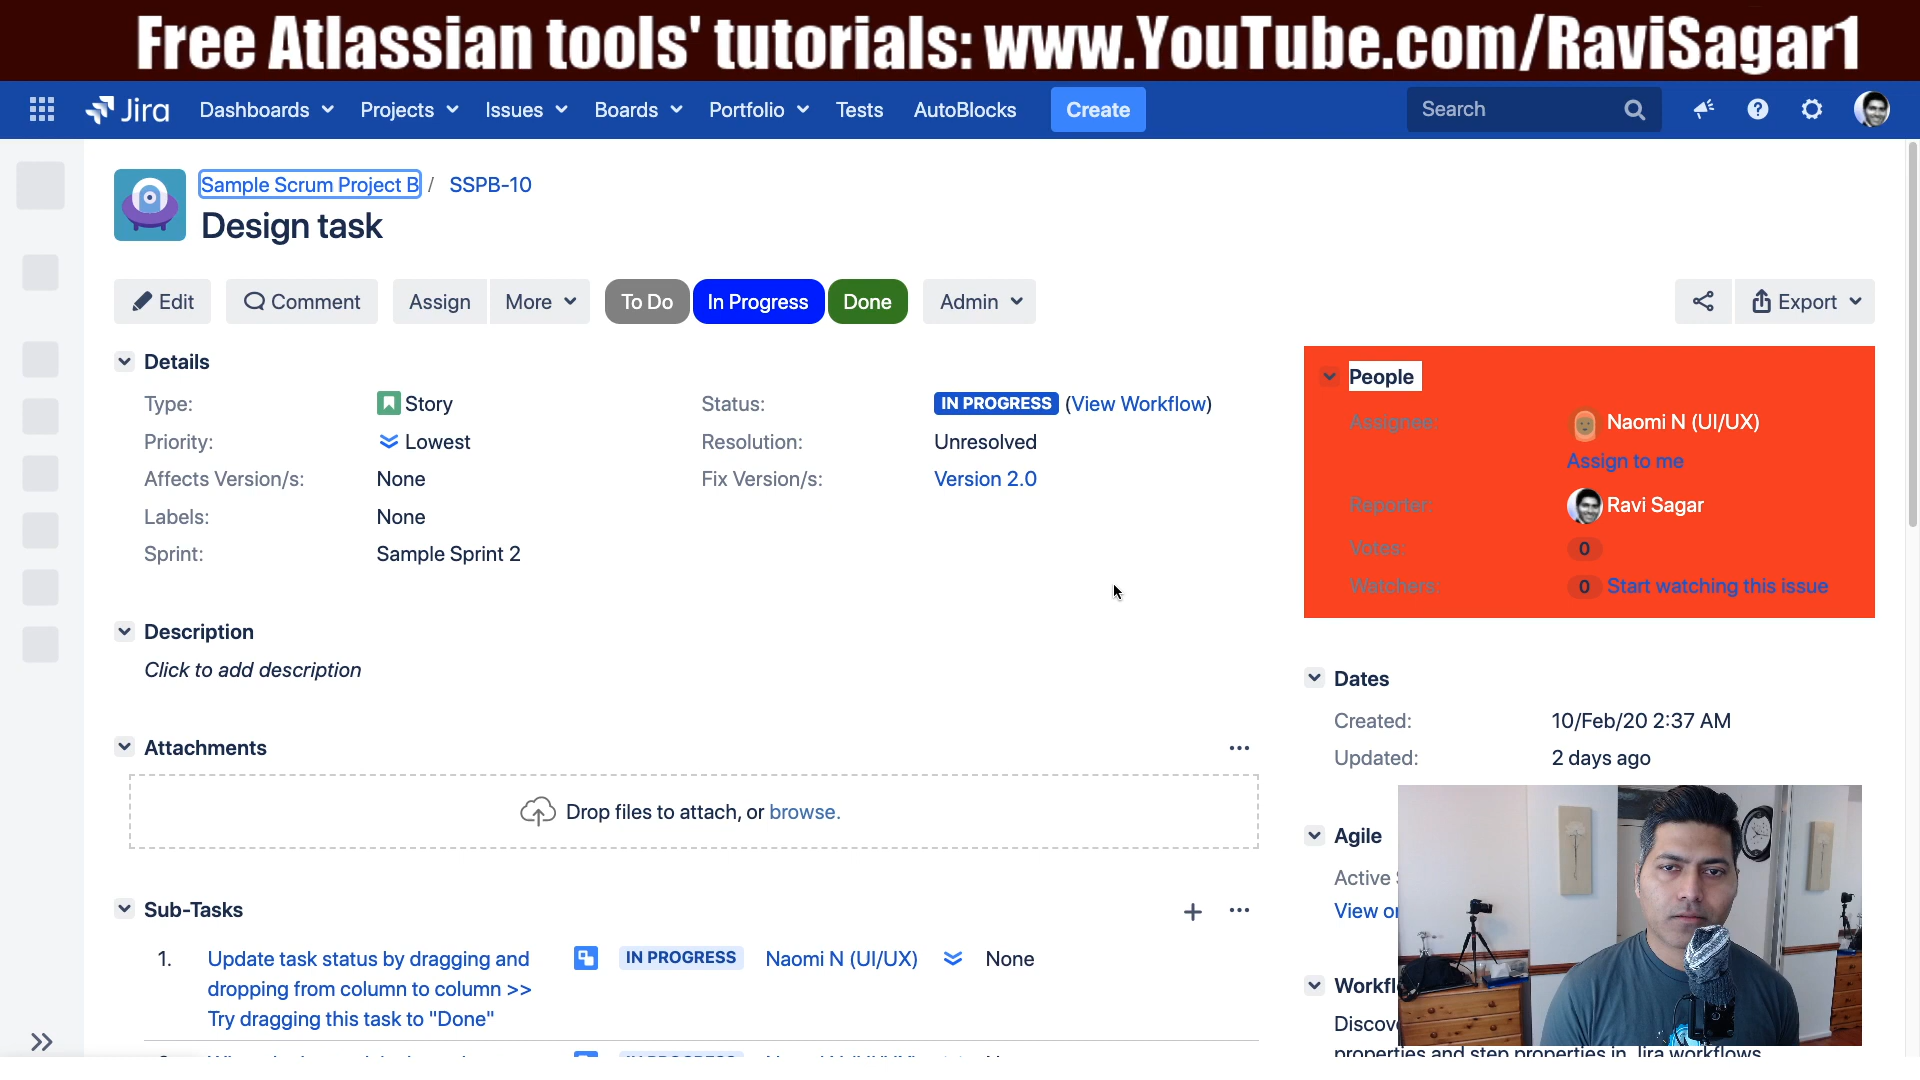 Free Atlassian tools' tutorials: www.YouTube.com/RaviSagar1
Jira Dashboards Projects Issues Boards Portfolio Tests AutoBlocks Create Search
Sample Scrum Project B / SSPB-10
Design task
Edit Comment Assign More To Do In Progress Done Admin Export
Details
Type: Story Status: IN PROGRESS (View Workflow)
Priority: Lowest Resolution: Unresolved
Affects Version/s: None Fix Version/s: Version 2.0
Labels: None
Sprint: Sample Sprint 2
Description
Click to add description
Attachments
Drop files to attach, or browse.
Sub-Tasks
1. Update task status by dragging and dropping from column to column >> Try dragging this task to "Done" IN PROGRESS Naomi N (UI/UX) None
People
Assignee: Naomi N (UI/UX)
Assign to me
Reporter: Ravi Sagar
Votes: 0
Watchers: 0 Start watching this issue
Dates
Created: 10/Feb/20 2:37 AM
Updated: 2 days ago
Agile
Active
View
properties and step properties in Jira workflows